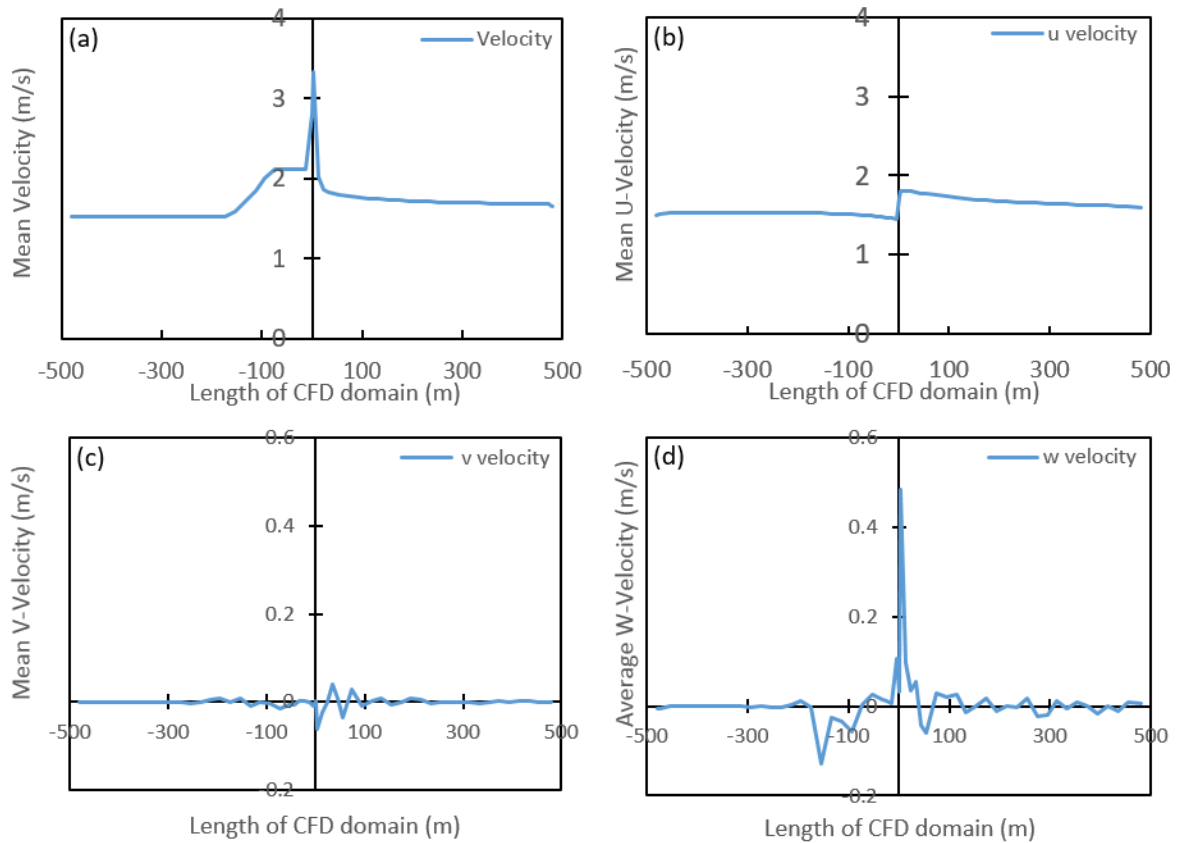 (a)
Velocity
Mean Velocity (m/s)
4
3
2
1
0
-500 -300 -100 100 300 500
Length of CFD domain (m)
(b)
u velocity
Mean U-Velocity (m/s)
4
3
2
1
0
-500 -300 -100 100 300 500
Length of CFD domain (m)
(c)
v velocity
Mean V-Velocity (m/s)
0.6
0.4
0.2
0.0
-0.2
-500 -300 -100 100 300 500
Length of CFD domain (m)
(d)
w velocity
Average W-Velocity (m/s)
0.6
0.4
0.2
0.0
-0.2
-500 -300 -100 100 300 500
Length of CFD domain (m)